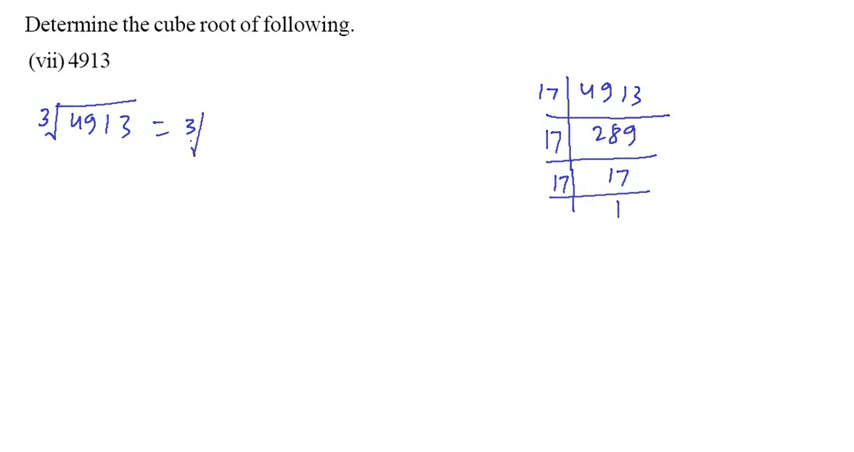 Determine the cube root of following.
(vii) 4913
∛4913 = ∛
17 | 4913
17 | 289
17 | 17
1